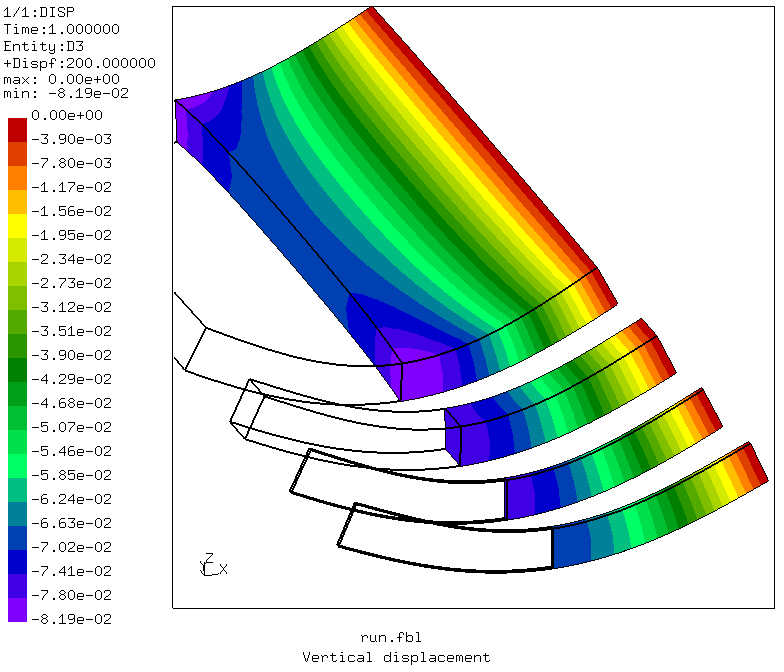 1/1:DISP
Time:1.000000
Entity:D3
+Dispf:200.000000
max: 0.00e+00
min: -8.19e-02
0.00e+00
-3.90e-03
-7.80e-03
-1.17e-02
-1.56e-02
-1.95e-02
-2.34e-02
-2.73e-02
-3.12e-02
-3.51e-02
-3.90e-02
-4.29e-02
-4.68e-02
-5.07e-02
-5.46e-02
-5.85e-02
-6.24e-02
-6.63e-02
-7.02e-02
-7.41e-02
-7.80e-02
-8.19e-02
Z
Y X
run.fbl
Vertical displacement